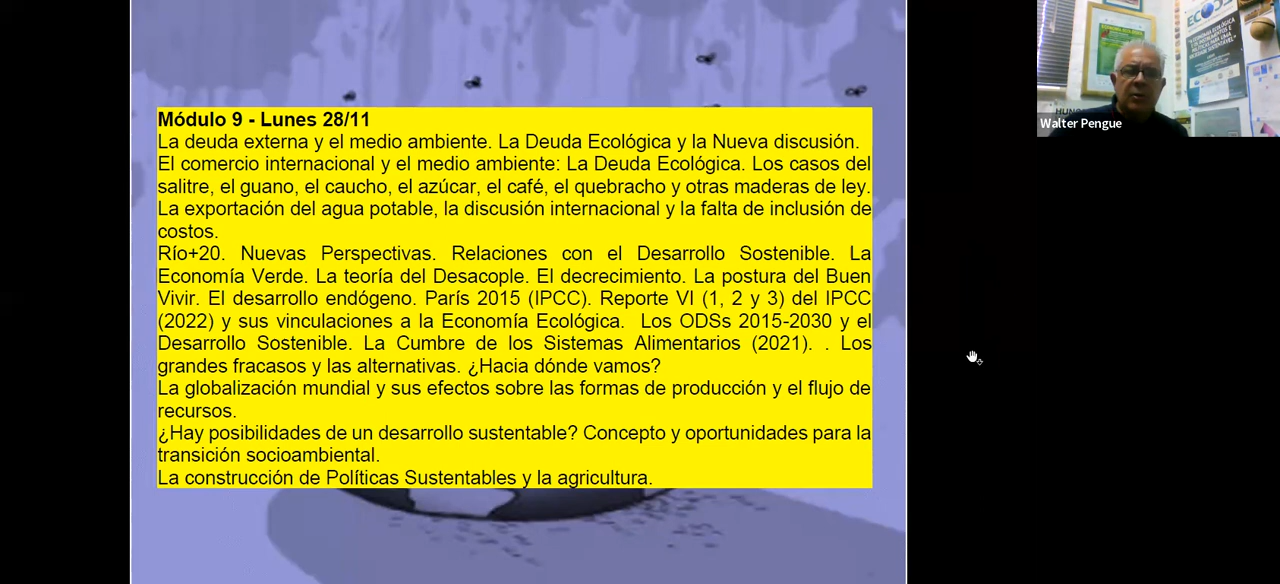 Módulo 9 - Lunes 28/11
La deuda externa y el medio ambiente. La Deuda Ecológica y la Nueva discusión.
El comercio internacional y el medio ambiente: La Deuda Ecológica. Los casos del
salitre, el guano, el caucho, el azúcar, el café, el quebracho y otras maderas de ley.
La exportación del agua potable, la discusión internacional y la falta de inclusión de
costos.
Río+20. Nuevas Perspectivas. Relaciones con el Desarrollo Sostenible. La
Economía Verde. La teoría del Desacople. El decrecimiento. La postura del Buen
Vivir. El desarrollo endógeno. París 2015 (IPCC). Reporte VI (1, 2 y 3) del IPCC
(2022) y sus vinculaciones a la Economía Ecológica. Los ODSs 2015-2030 y el
Desarrollo Sostenible. La Cumbre de los Sistemas Alimentarios (2021). . Los
grandes fracasos y las alternativas. ¿Hacia dónde vamos?
La globalización mundial y sus efectos sobre las formas de producción y el flujo de
recursos.
¿Hay posibilidades de un desarrollo sustentable? Concepto y oportunidades para la
transición socioambiental.
La construcción de Políticas Sustentables y la agricultura.
Walter Pengue